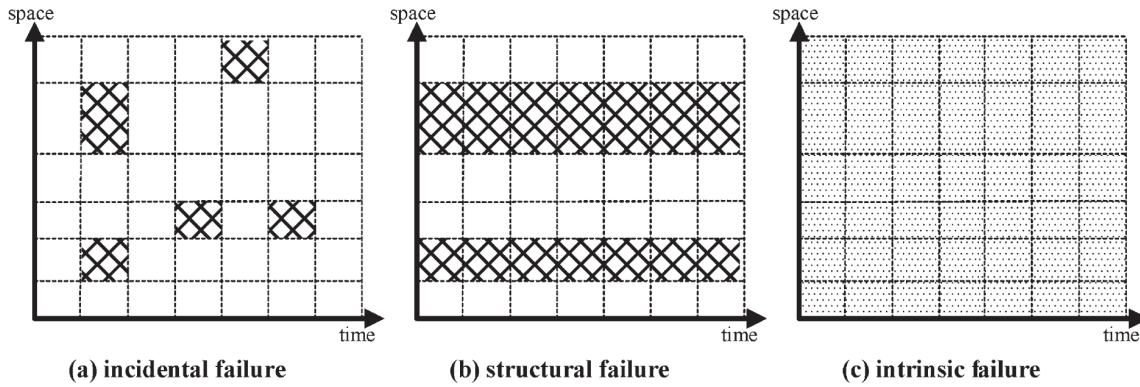 space
space
space
time
time
time
(a) incidental failure
(b) structural failure
(c) intrinsic failure